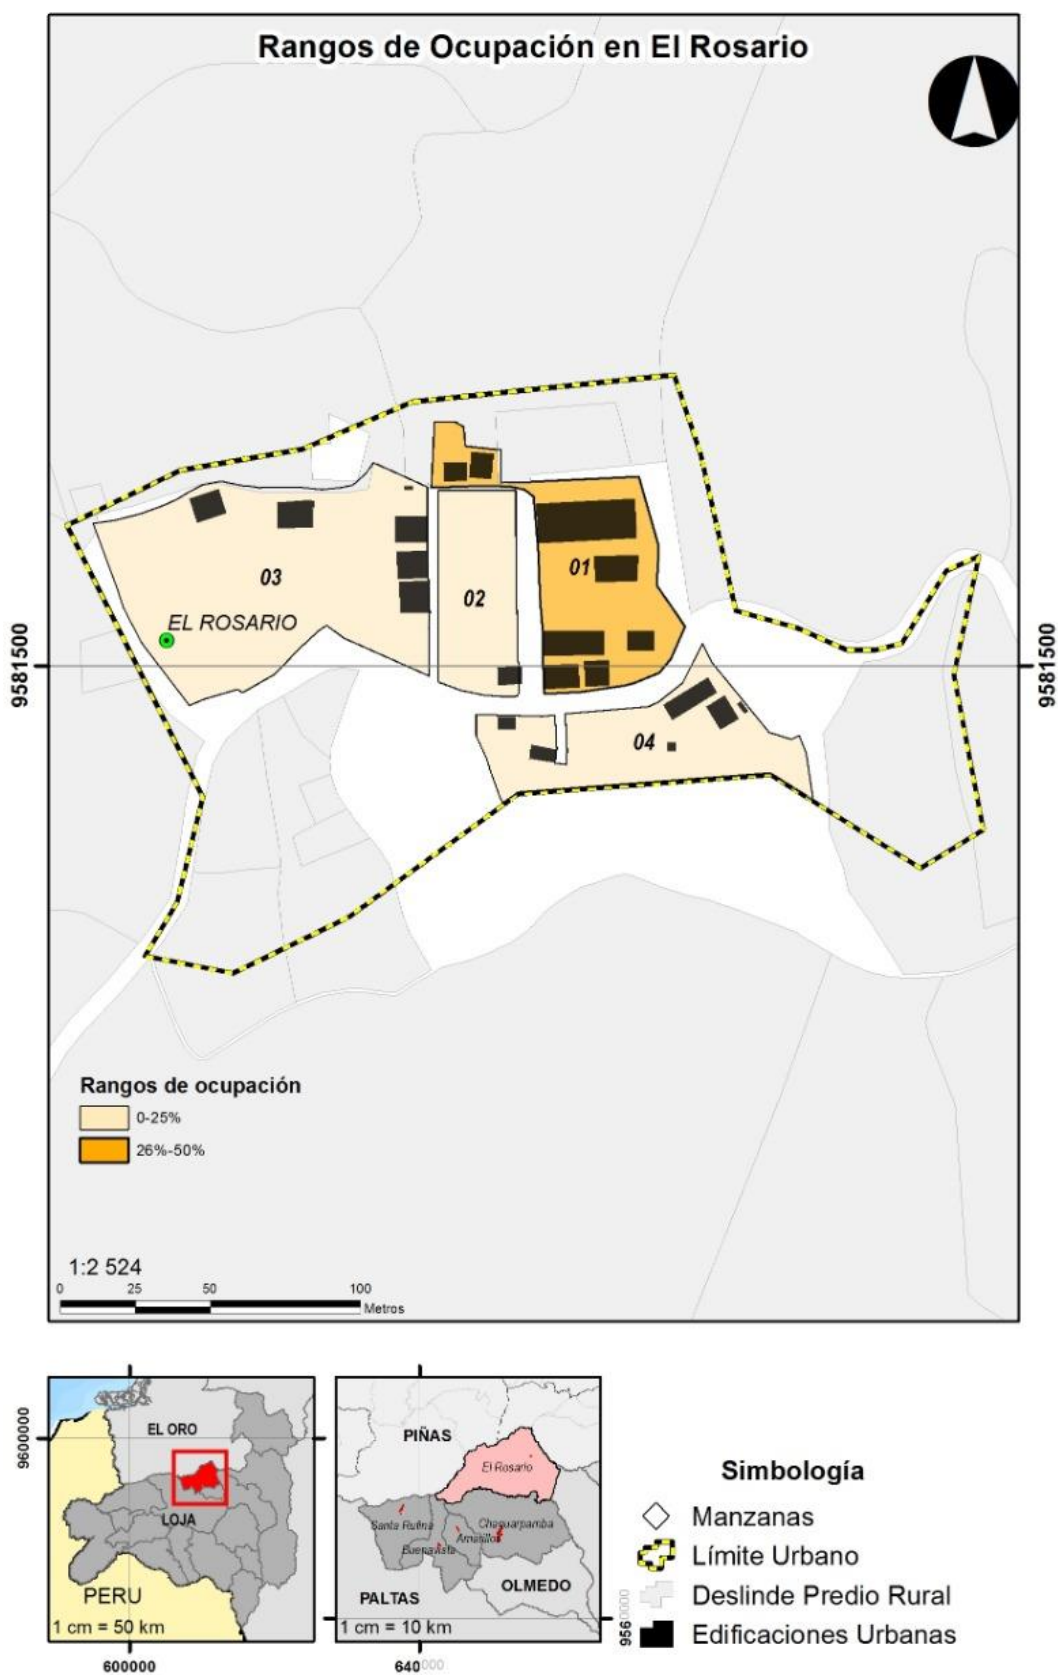 Rangos de Ocupación en El Rosario
03
EL ROSARIO
02
01
04
9581500
9581500
Rangos de ocupación
0-25%
26%-50%
1:2 524
0 25 50 100
Metros
EL ORO
LOJA
PERU
1 cm = 50 km
9600000
600000
PIÑAS
El Rosario
Santa Rufina
Chaguarpamba
Amarillos
Buenavista
PALTAS
OLMEDO
1 cm = 10 km
9560000
640000
Simbología
Manzanas
Límite Urbano
Deslinde Predio Rural
Edificaciones Urbanas